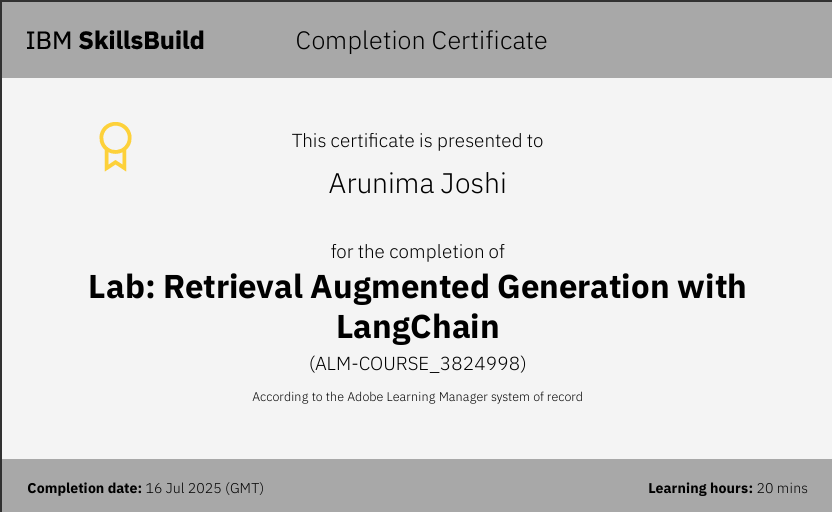 IBM SkillsBuild
Completion Certificate
This certificate is presented to
Arunima Joshi
for the completion of
Lab: Retrieval Augmented Generation with
LangChain
(ALM-COURSE_3824998)
According to the Adobe Learning Manager system of record
Completion date: 16 Jul 2025 (GMT)
Learning hours: 20 mins